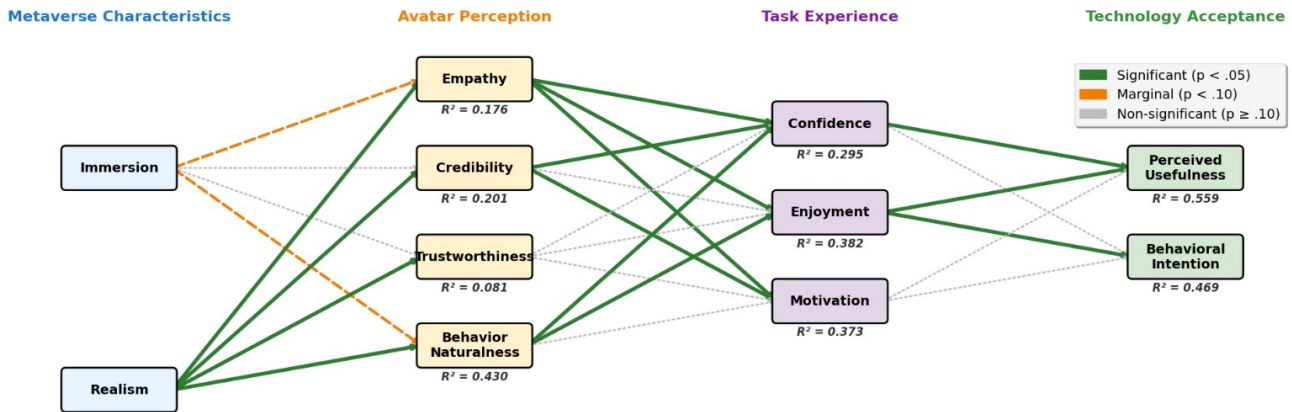 Metaverse Characteristics
Avatar Perception
Task Experience
Technology Acceptance
Immersion
Realism
Empathy
R² = 0.176
Credibility
R² = 0.201
Trustworthiness
R² = 0.081
Behavior
Naturalness
R² = 0.430
Confidence
R² = 0.295
Enjoyment
R² = 0.382
Motivation
R² = 0.373
Significant (p < .05)
Marginal (p < .10)
Non-significant (p ≥ .10)
Perceived
Usefulness
R² = 0.559
Behavioral
Intention
R² = 0.469